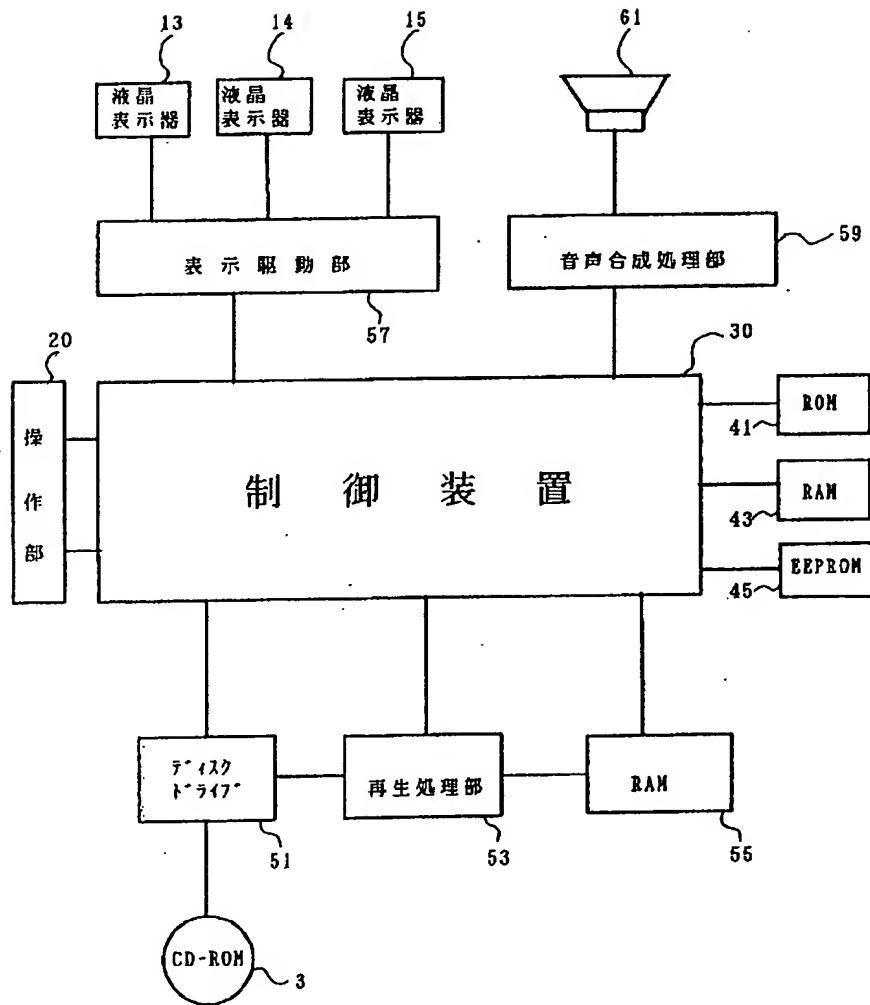 13
14
15
61
液晶
表示器
液晶
表示器
液晶
表示器
表示駆動部
57
音声合成処理部
59
20
操作部
30
制御装置
ROM
41
RAM
43
EEPROM
45
ディスク
ドライブ
51
再生処理部
53
RAM
55
CD-ROM
3